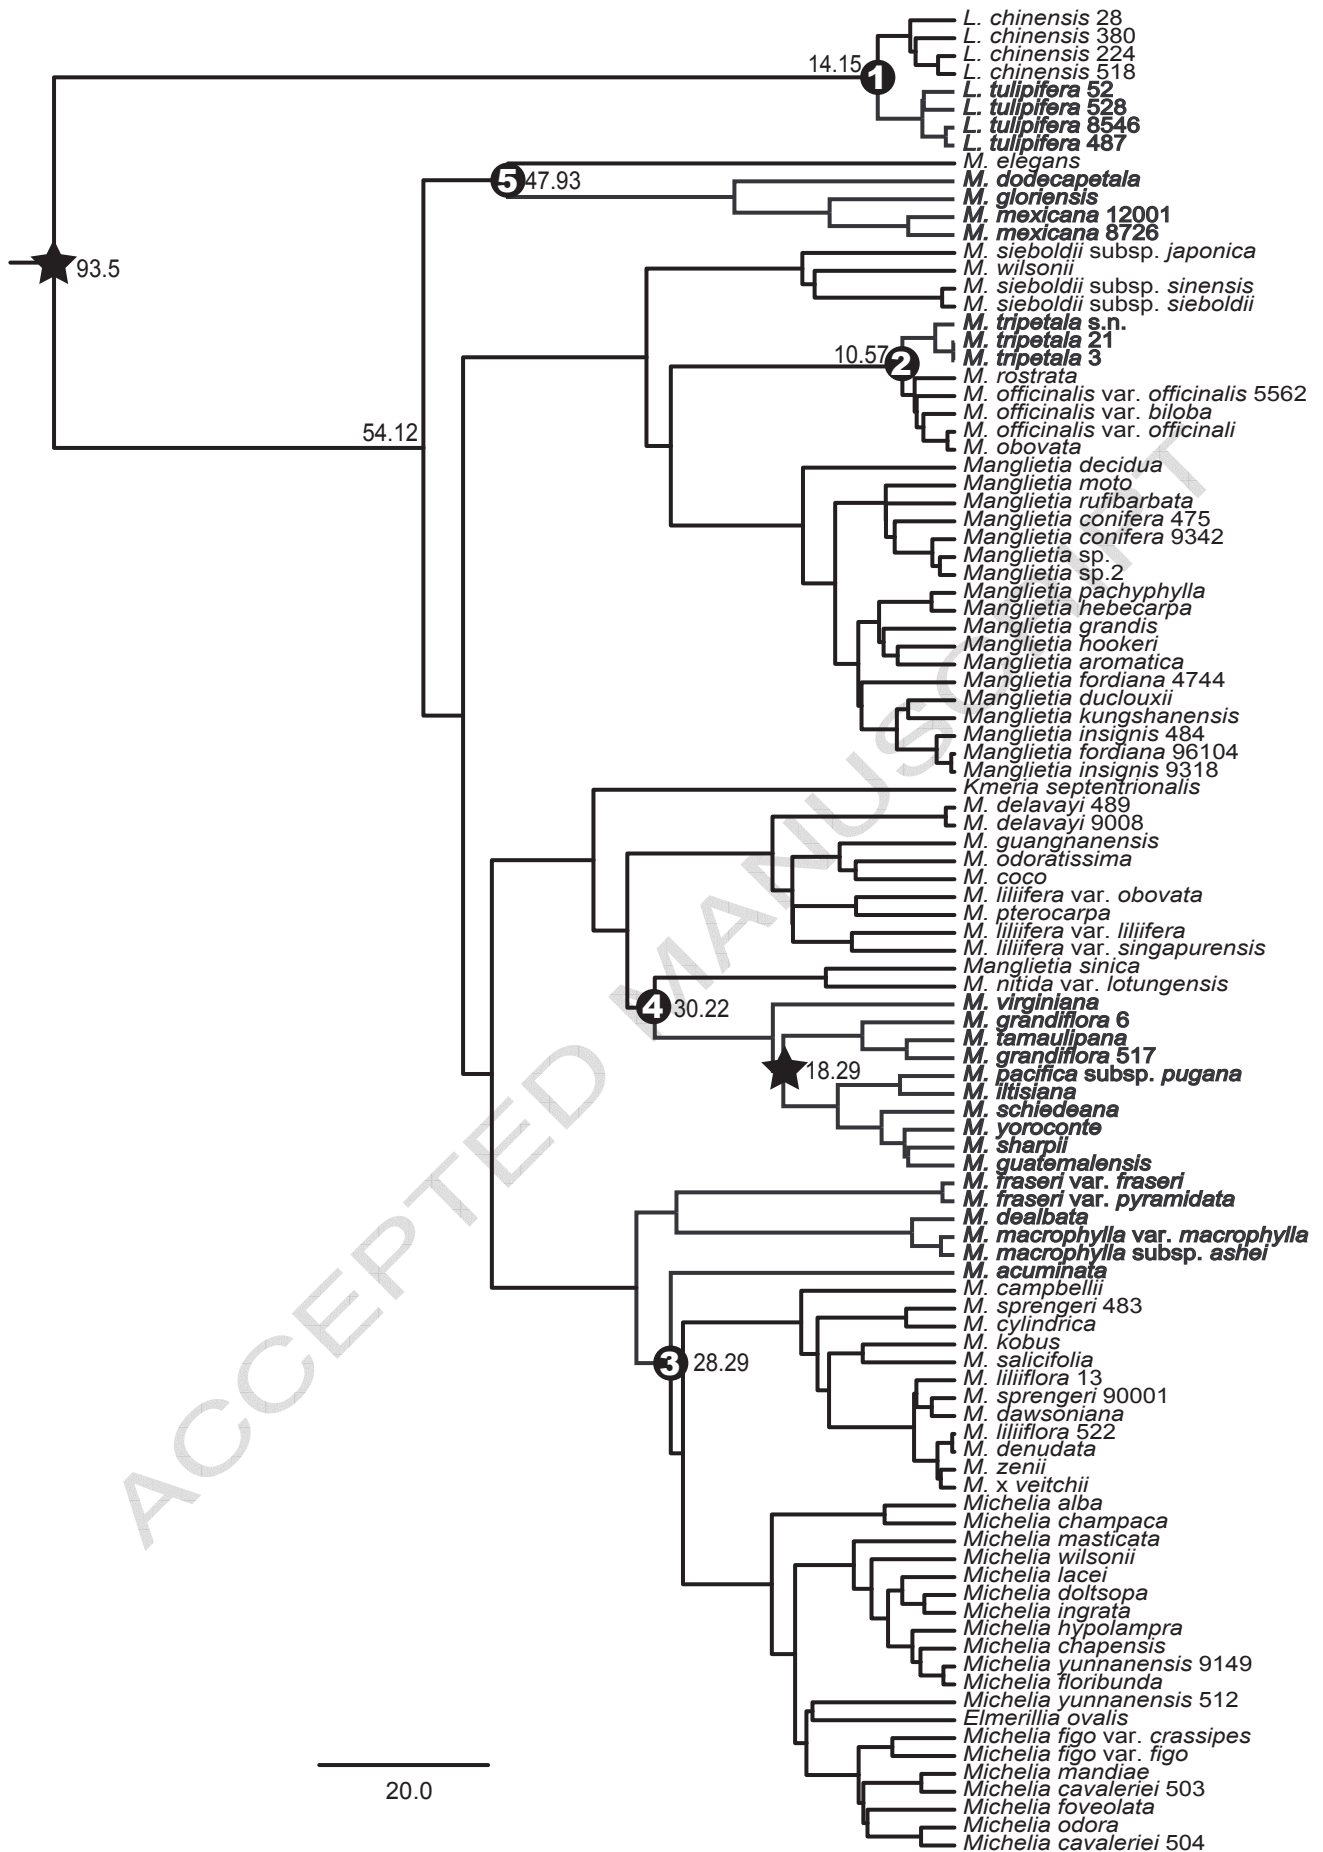 L. chinensis 28
L. chinensis 380
L. chinensis 224
14.15
1
L. chinensis 518
L. tulipifera 52
L. tulipifera 528
L. tulipifera 8546
L. tulipifera 487
M. elegans
5
47.93
M. dodecapetala
M. gloriensis
M. mexicana 12001
M. mexicana 8726
M. sieboldii subsp. japonica
93.5
M. wilsonii
M. sieboldii subsp. sinensis
M. sieboldii subsp. sieboldii
M. tripetala s.n.
M. tripetala 21
10.57
2
M. tripetala 3
M. rostrata
M. officinalis var. officinalis 5562
M. officinalis var. biloba
54.12
M. officinalis var. officinali
M. obovata
Manglietia decidua
Manglietia moto
Manglietia rufibarbata
Manglietia conifera 475
Manglietia conifera 9342
Manglietia sp.
Manglietia sp.2
Manglietia pachyphylla
Manglietia hebecarpa
Manglietia grandis
Manglietia hookeri
Manglietia aromatica
Manglietia fordiana 4744
Manglietia duclouxii
Manglietia kungshanensis
Manglietia insignis 484
Manglietia fordiana 96104
Manglietia insignis 9318
Kmeria septentrionalis
M. delavayi 489
M. delavayi 9008
M. guangnanensis
M. odoratissima
M. coco
M. liliifera var. obovata
M. pterocarpa
M. liliifera var. liliifera
M. liliifera var. singapurensis
Manglietia sinica
M. nitida var. lotungensis
4
30.22
M. virginiana
M. grandiflora 6
M. tamaulipana
M. grandiflora 517
18.29
M. pacifica subsp. pugana
M. iltisiana
M. schiedeana
M. yoroconte
M. sharpii
M. guatemalensis
M. fraseri var. fraseri
M. fraseri var. pyramidata
M. dealbata
M. macrophylla var. macrophylla
M. macrophylla subsp. ashei
M. acuminata
M. campbellii
M. sprengeri 483
M. cylindrica
M. kobus
3
28.29
M. salicifolia
M. liliiflora 13
M. sprengeri 90001
M. dawsoniana
M. liliiflora 522
M. denudata
M. zenii
M. x veitchii
Michelia alba
Michelia champaca
Michelia masticata
Michelia wilsonii
Michelia lacei
Michelia doltsopa
Michelia ingrata
Michelia hypolampra
Michelia chapensis
Michelia yunnanensis 9149
Michelia floribunda
Michelia yunnanensis 512
Elmerillia ovalis
Michelia figo var. crassipes
Michelia figo var. figo
Michelia mandiae
Michelia cavaleriei 503
20.0
Michelia foveolata
Michelia odora
Michelia cavaleriei 504
ACCEPTED MANUSCRIPT